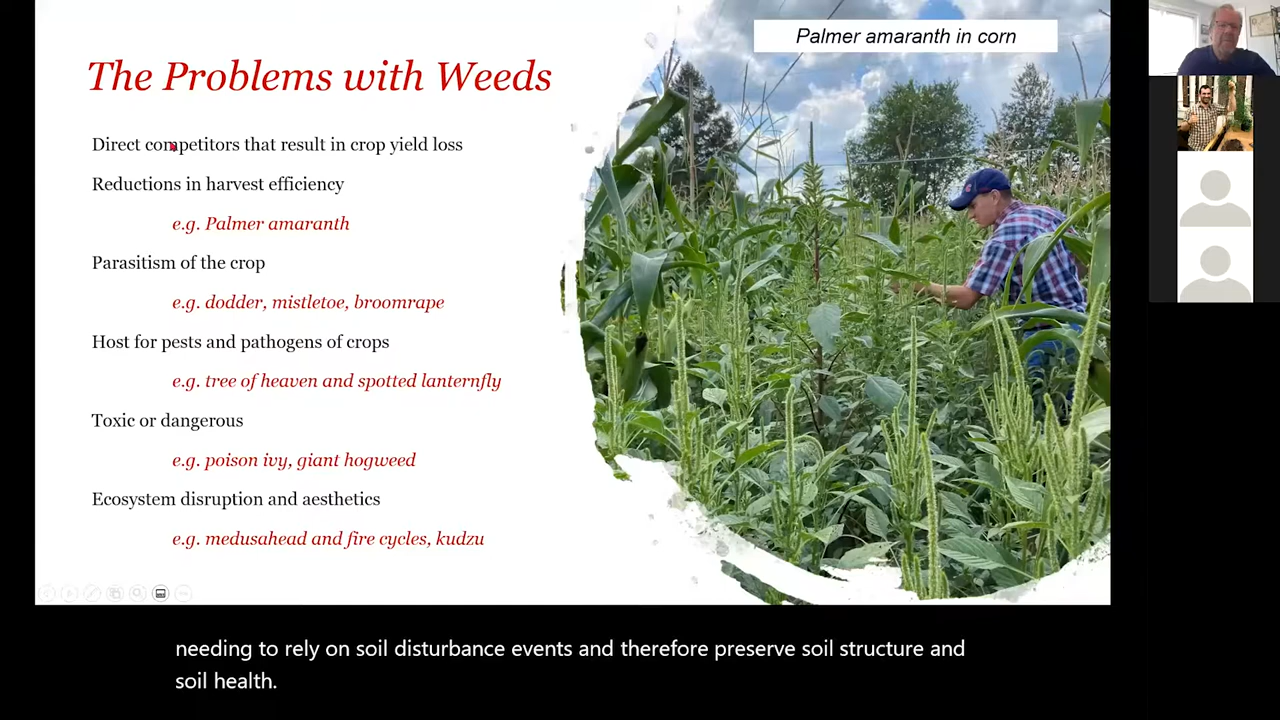 The Problems with Weeds
Palmer amaranth in corn
Direct competitors that result in crop yield loss
Reductions in harvest efficiency
e.g. Palmer amaranth
Parasitism of the crop
e.g. dodder, mistletoe, broomrape
Host for pests and pathogens of crops
e.g. tree of heaven and spotted lanternfly
Toxic or dangerous
e.g. poison ivy, giant hogweed
Ecosystem disruption and aesthetics
e.g. medusahead and fire cycles, kudzu
needing to rely on soil disturbance events and therefore preserve soil structure and
soil health.